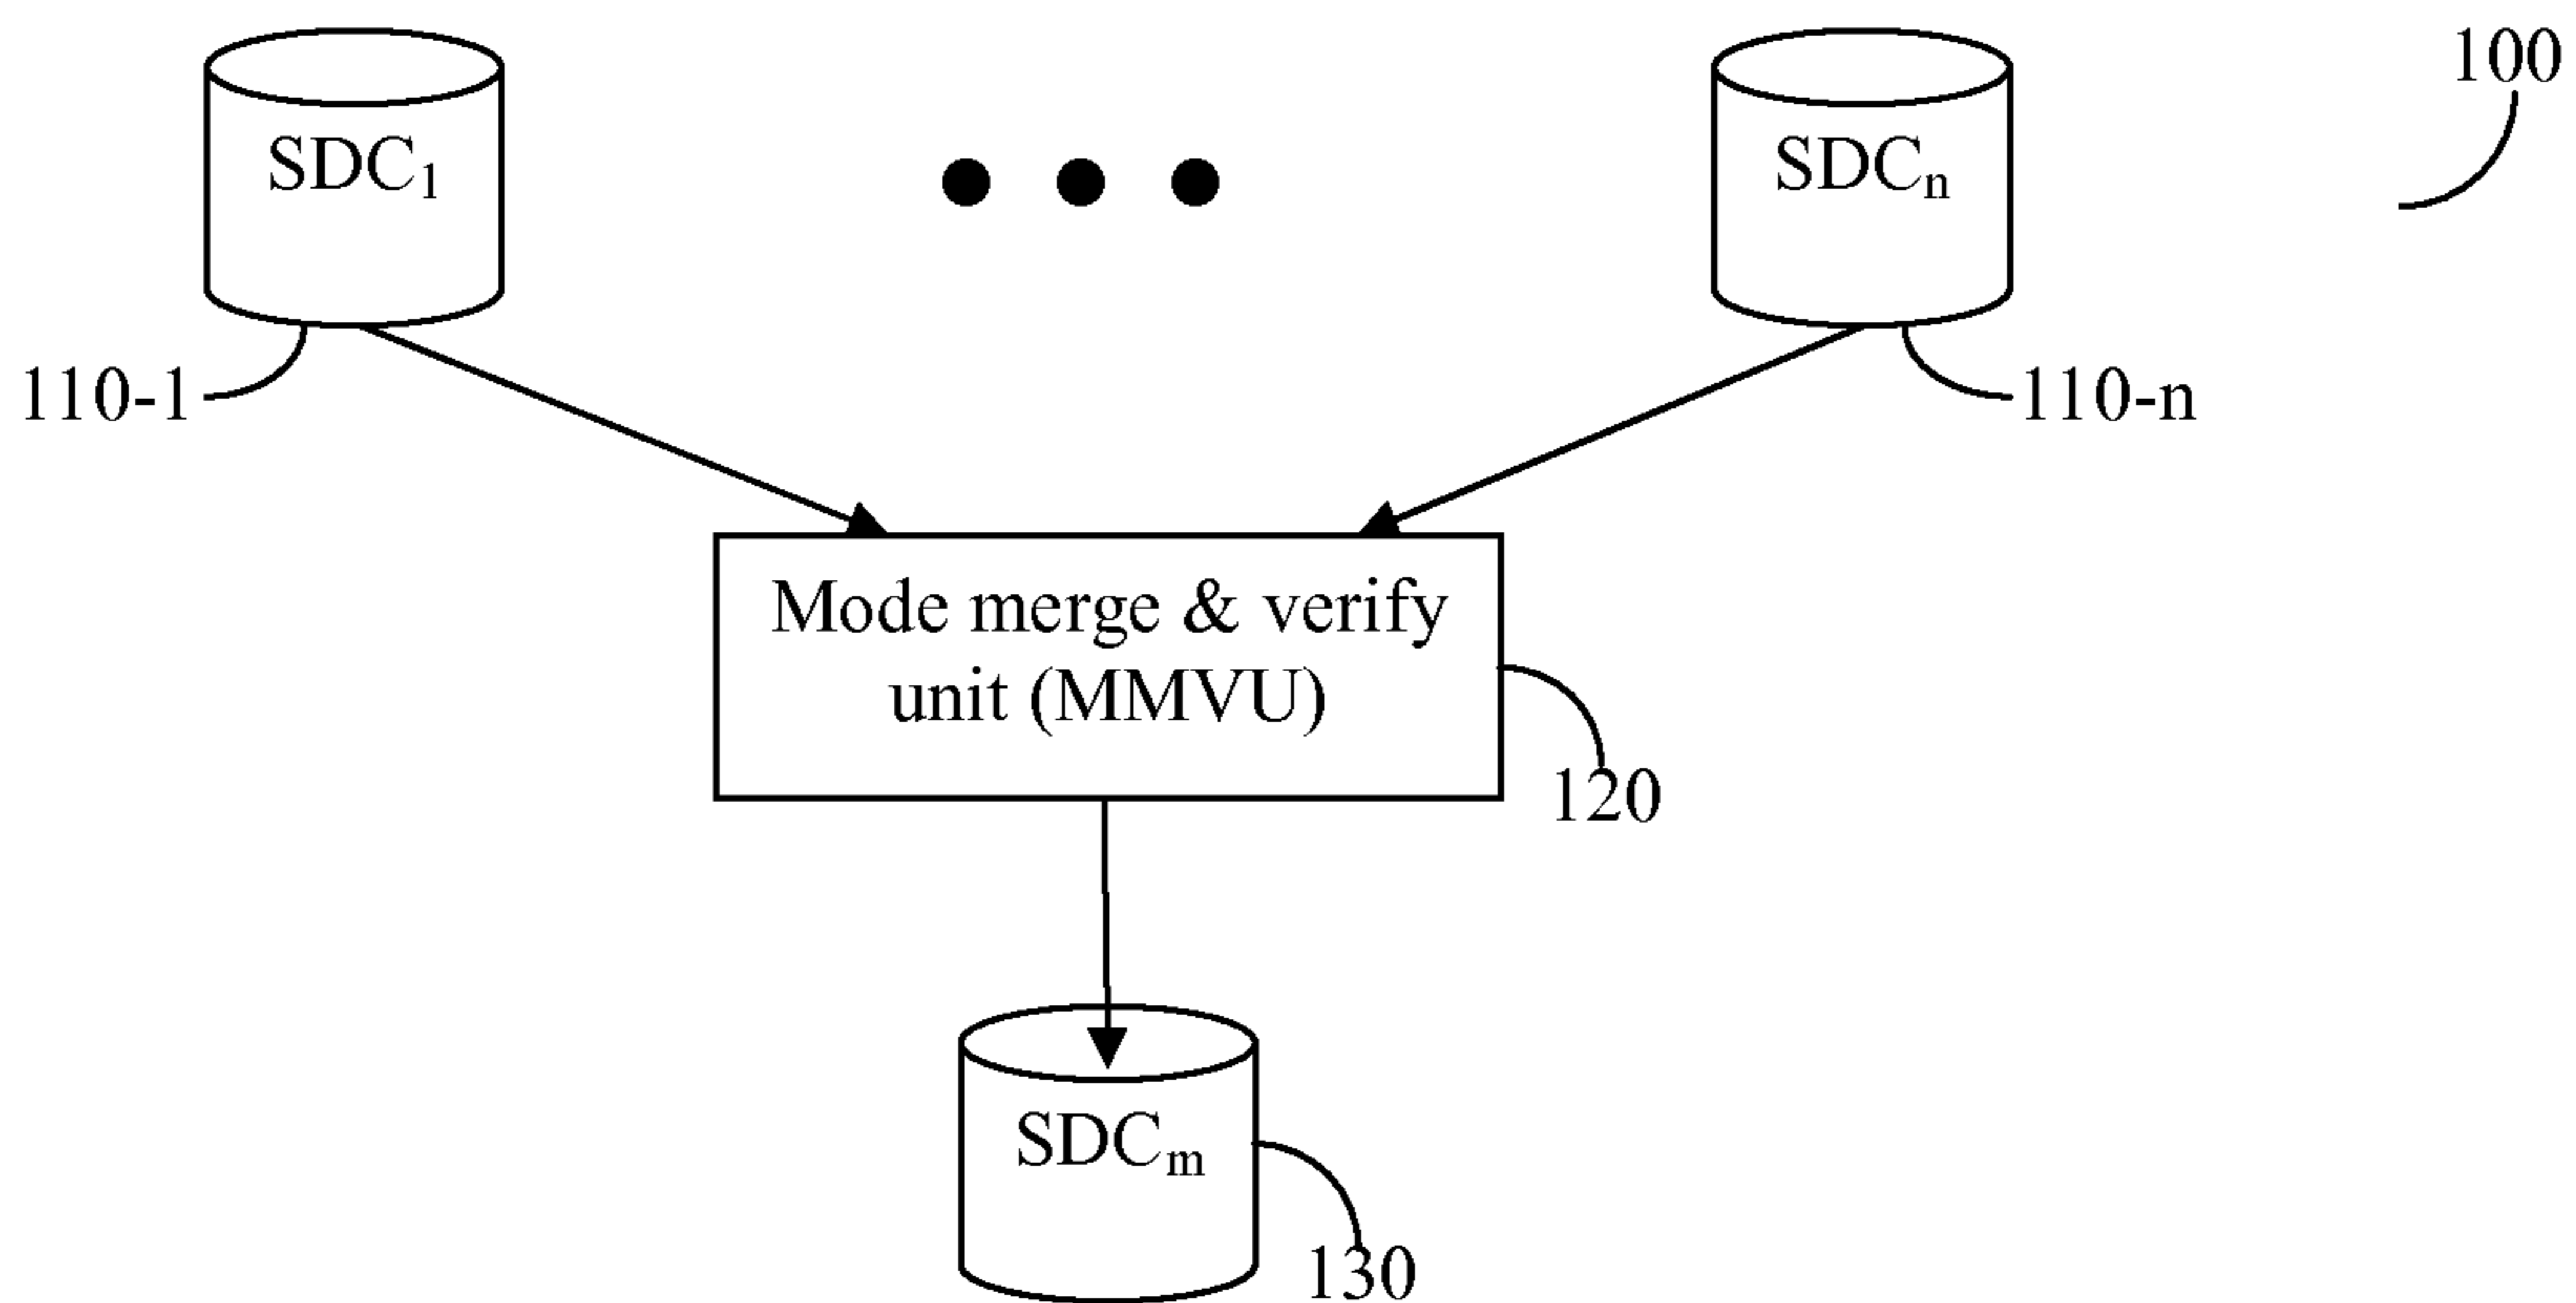 100
SDC₁
SDCₙ
110-1
110-n
Mode merge & verify
unit (MMVU)
120
SDCₘ
130